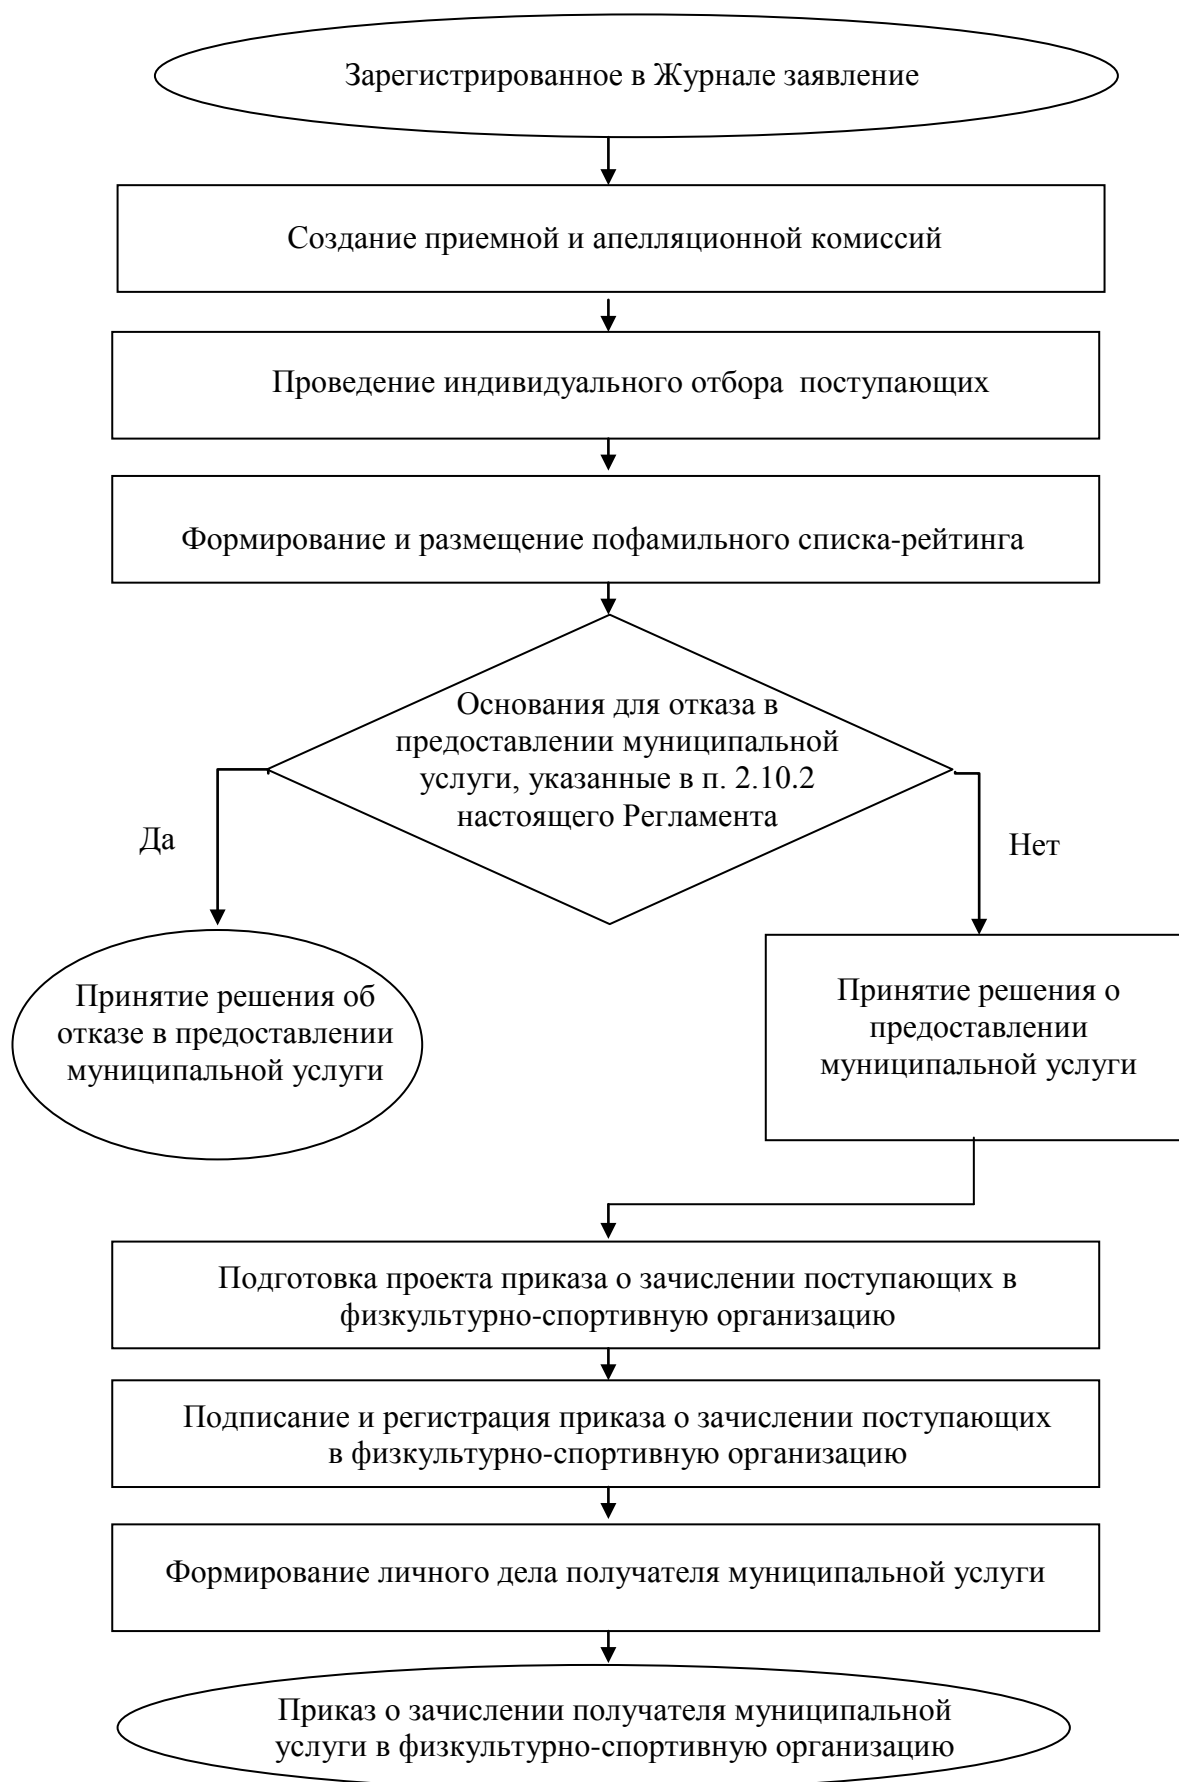 Зарегистрированное в Журнале заявление
Создание приемной и апелляционной комиссий
Проведение индивидуального отбора поступающих
Формирование и размещение пофамильного списка-рейтинга
Основания для отказа в
предоставлении муниципальной
услуги, указанные в п. 2.10.2
настоящего Регламента
Да
Нет
Принятие решения об
отказе в предоставлении
муниципальной услуги
Принятие решения о
предоставлении
муниципальной услуги
Подготовка проекта приказа о зачислении поступающих в
физкультурно-спортивную организацию
Подписание и регистрация приказа о зачислении поступающих
в физкультурно-спортивную организацию
Формирование личного дела получателя муниципальной услуги
Приказ о зачислении получателя муниципальной
услуги в физкультурно-спортивную организацию